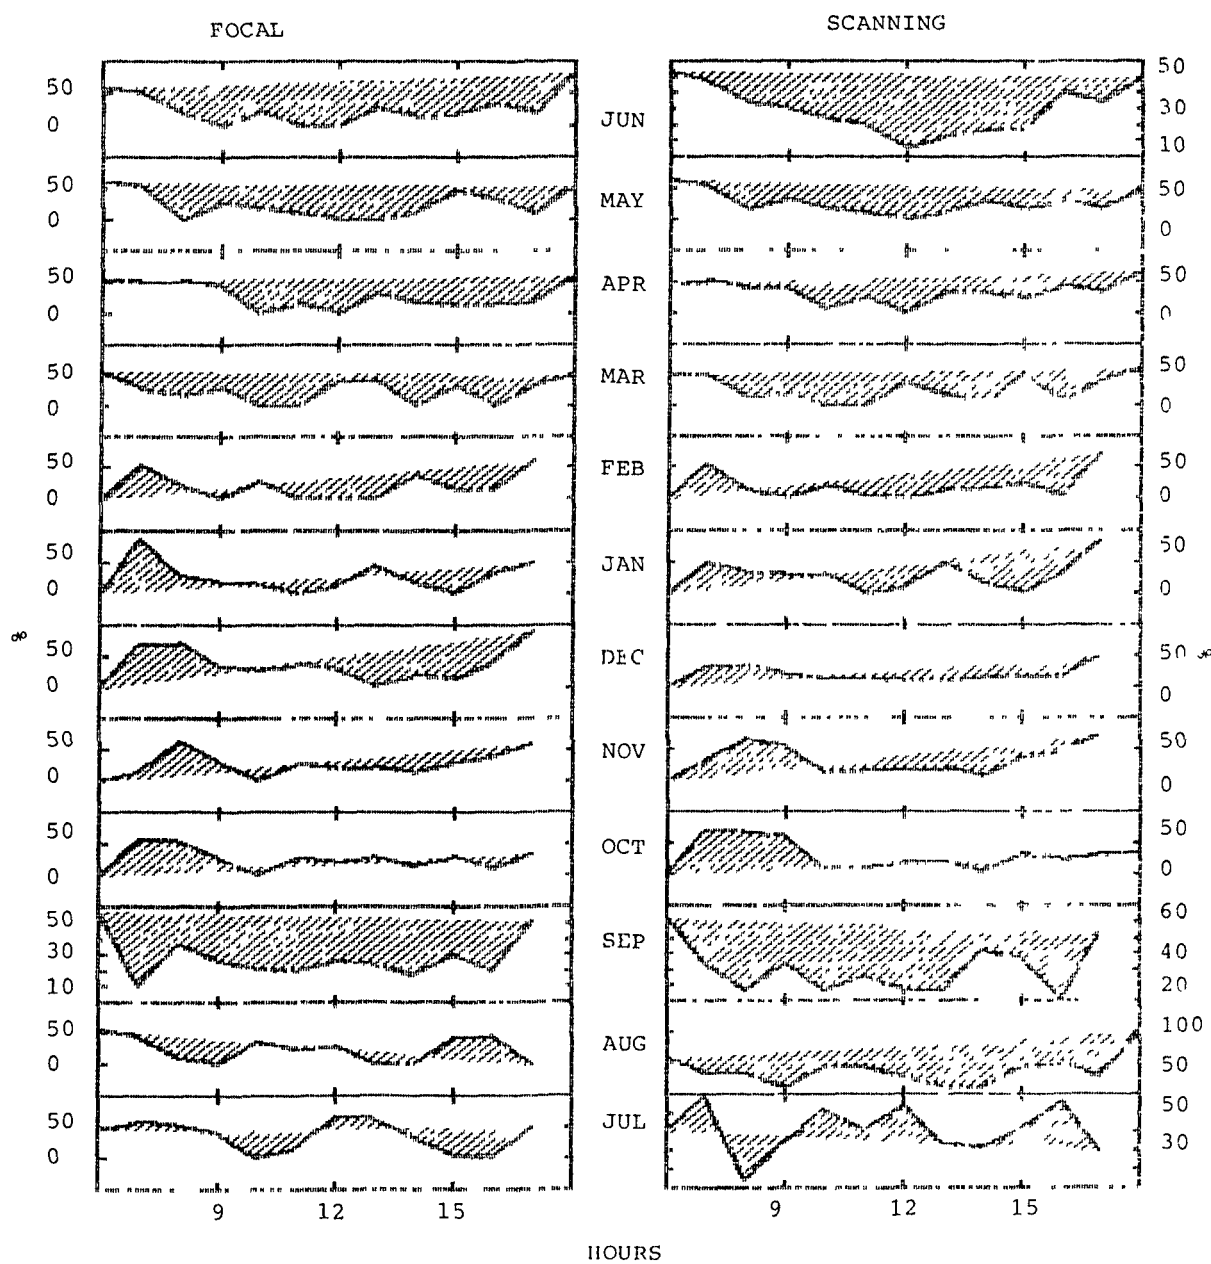 FOCAL SCANNING
50 50
0 JUN 30
10
50 MAY 50
0 0
50 APR 50
0 0
50 MAR 50
0 0
50 FEB 50
0 0
50 JAN 50
0 0
% 50 DEC 50 %
0 0
50 NOV 50
0 0
50 OCT 50
0 0
50 SEP 60
30 40
10 20
50 AUG 100
0 50
50 JUL 50
0 30
9 12 15 9 12 15
HOURS